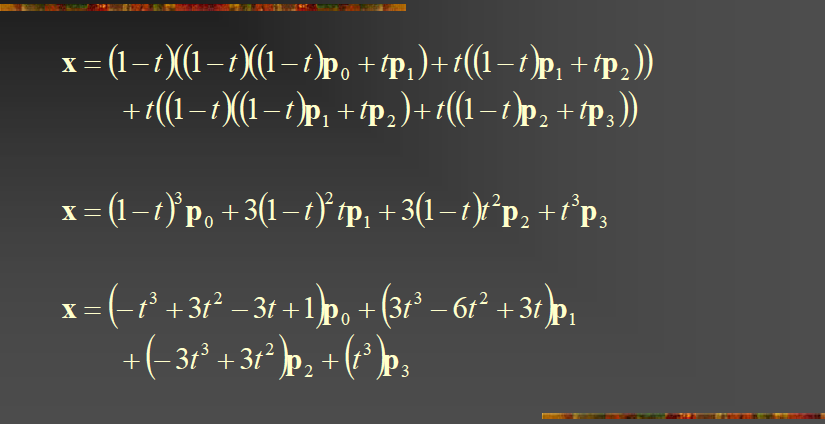 x = (1 – t)((1 – t)((1 – t)p₀ + tp₁) + t((1 – t)p₁ + tp₂))
+ t((1 – t)((1 – t)p₁ + tp₂) + t((1 – t)p₂ + tp₃))
x = (1 – t)³p₀ + 3(1 – t)²tp₁ + 3(1 – t)t²p₂ + t³p₃
x = (– t³ + 3t² – 3t + 1)p₀ + (3t³ – 6t² + 3t)p₁
+ (– 3t³ + 3t²)p₂ + (t³)p₃